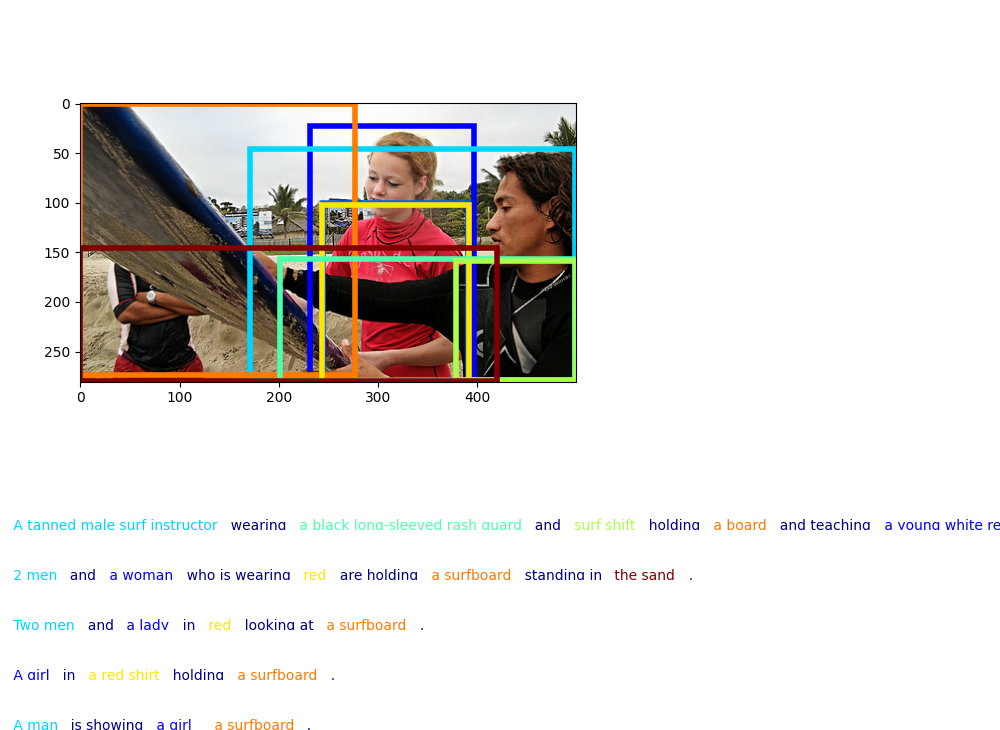 0
50
100
150
200
250
0 100 200 300 400
A tanned male surf instructor wearing a black long-sleeved rash guard and surf shift holding a board and teaching a young white re
2 men and a woman who is wearing red are holding a surfboard standing in the sand .
Two men and a lady in red looking at a surfboard .
A girl in a red shirt holding a surfboard .
A man is showing a girl a surfboard .